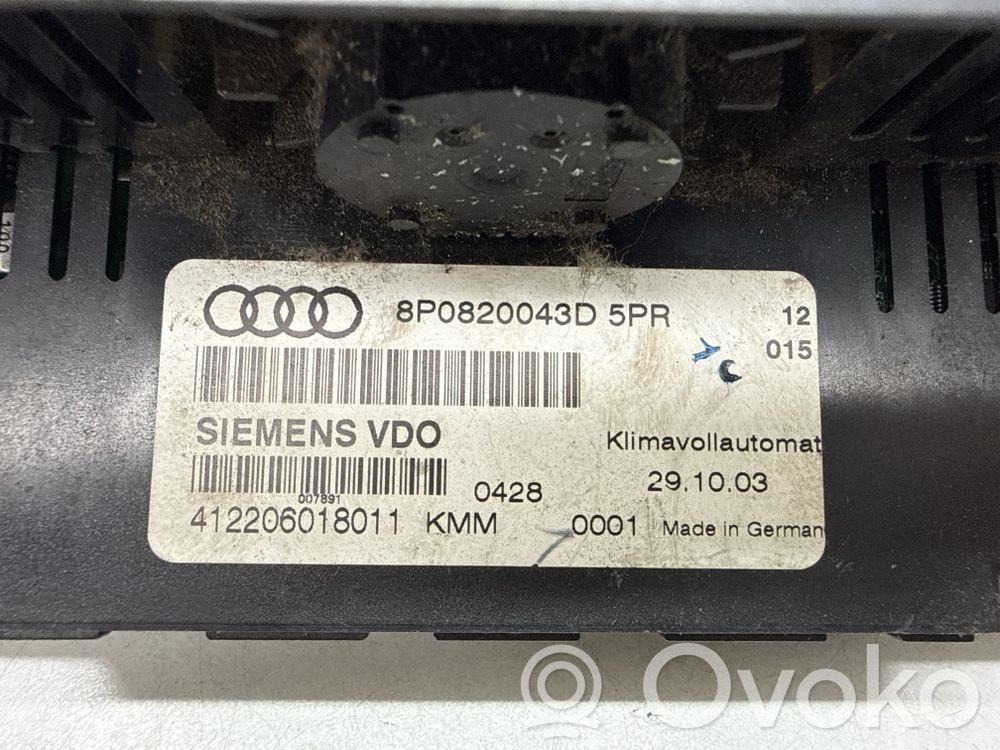 8P0820043D 5PR 12
015
SIEMENS VDO
Klimavollautomat
007891
0428 29.10.03
412206018011 KMM 0001 Made in German
100
Ovoko